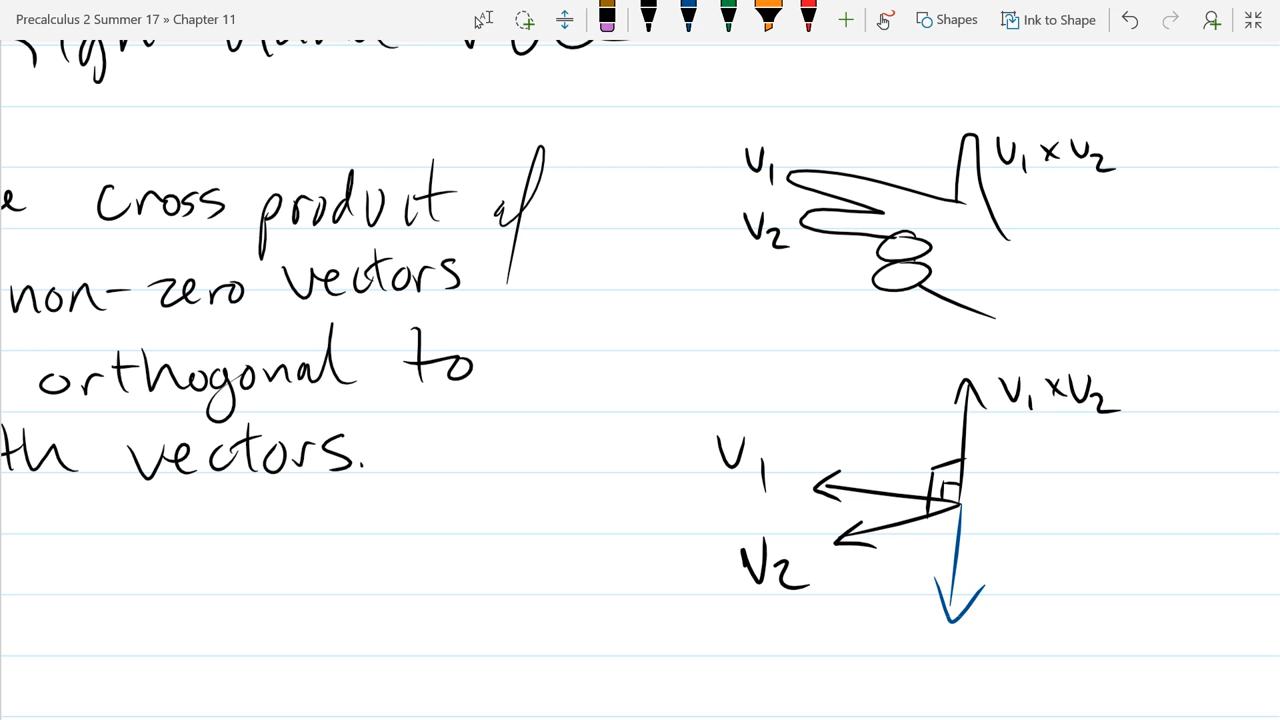 Precalculus 2 Summer 17 » Chapter 11
Shapes
Ink to Shape
cross product of
non-zero vectors
orthogonal to
th vectors.
V₁
V₂
V₁ × V₂
V₁ × V₂
V₁
V₂